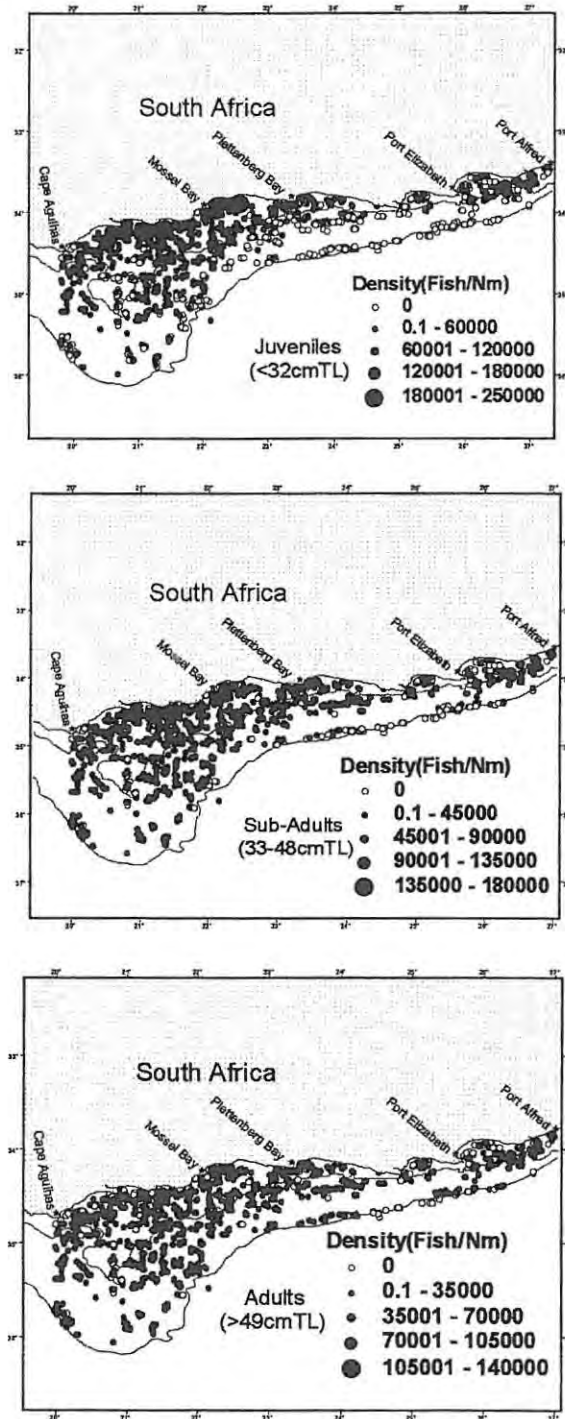 South Africa
Cape Agulhas
Mossel Bay
Plettenberg Bay
Port Elizabeth
Port Alfred
Density(Fish/Nm)
0
0.1 - 60000
60001 - 120000
120001 - 180000
180001 - 250000
Juveniles
(<32cmTL)
South Africa
Cape Agulhas
Mossel Bay
Plettenberg Bay
Port Elizabeth
Port Alfred
Density(Fish/Nm)
0
0.1 - 45000
45001 - 90000
90001 - 135000
135000 - 180000
Sub-Adults
(33-48cmTL)
South Africa
Cape Agulhas
Mossel Bay
Plettenberg Bay
Port Elizabeth
Port Alfred
Density(Fish/Nm)
0
0.1 - 35000
35001 - 70000
70001 - 105000
105001 - 140000
Adults
(>49cmTL)